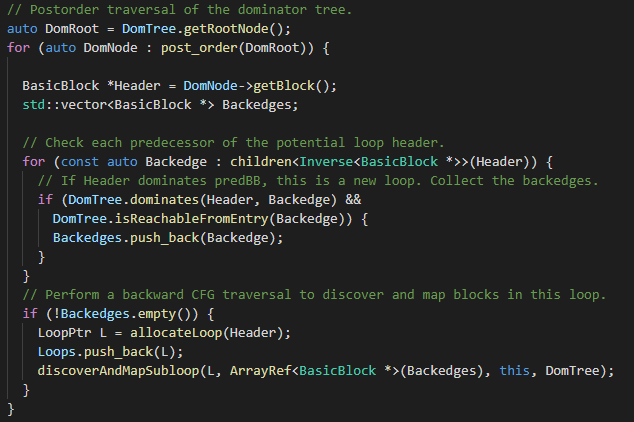 // Postorder traversal of the dominator tree.
auto DomRoot = DomTree.getRootNode();
for (auto DomNode : post_order(DomRoot)) {
BasicBlock *Header = DomNode->getBlock();
std::vector<BasicBlock *> Backedges;
// Check each predecessor of the potential loop header.
for (const auto Backedge : children<Inverse<BasicBlock *>>(Header)) {
// If Header dominates predBB, this is a new loop. Collect the backedges.
if (DomTree.dominates(Header, Backedge) &&
DomTree.isReachableFromEntry(Backedge)) {
Backedges.push_back(Backedge);
}
}
// Perform a backward CFG traversal to discover and map blocks in this loop.
if (!Backedges.empty()) {
LoopPtr L = allocateLoop(Header);
Loops.push_back(L);
discoverAndMapSubloop(L, ArrayRef<BasicBlock *>(Backedges), this, DomTree);
}
}